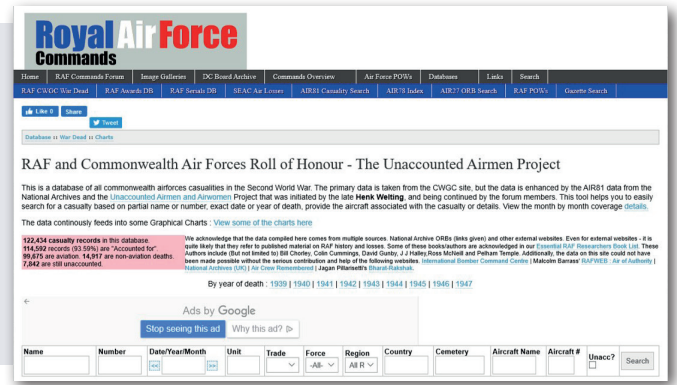 Royal Air Force
Commands
Home RAF Commands Forum Image Galleries DC Board Archive Commands Overview Air Force POWs Databases Links Search
RAF CWGC War Dead RAF Awards DB RAF Serials DB SEAC Air Losses AIR81 Casualty Search AIR78 Index AIR27 ORB Search RAF POWs Gazette Search
Like 0 Share
Tweet
Database :: War Dead :: Charts
RAF and Commonwealth Air Forces Roll of Honour - The Unaccounted Airmen Project
This is a database of all commonwealth airforces casualities in the Second World War. The primary data is taken from the CWGC site, but the data is enhanced by the AIR81 data from the
National Archives and the Unaccounted Airmen and Airwomen Project that was initiated by the late Henk Welting, and being continued by the forum members. This tool helps you to easily
search for a casualty based on partial name or number, exact date or year of death, provide the aircraft associated with the casualty or details. View the month by month coverage details.
The data continously feeds into some Graphical Charts : View some of the charts here
122,434 casualty records in this database.
114,592 records (93.59%) are "Accounted for".
99,675 are aviation. 14,917 are non-aviation deaths.
7,842 are still unaccounted.
We acknowledge that the data compiled here comes from multiple sources. National Archive ORBs (links given) and other external websites. Even for external websites - it is
quite likely that they refer to published material on RAF history and losses. Some of these books/authors are acknowledged in our Essential RAF Researchers Book List. These
Authors include (But not limited to) Bill Chorley, Colin Cummings, David Gunby, J J Halley,Ross McNeill and Pelham Temple. Additionally, the data on this site could not have
been made possible without the serious contribution and help of the following websites. International Bomber Command Centre | Malcolm Barrass' RAFWEB : Air of Authority |
National Archives (UK) | Air Crew Remembered | Jagan Pillarisetti's Bharat-Rakshak.
By year of death : 1939 | 1940 | 1941 | 1942 | 1943 | 1944 | 1945 | 1946 | 1947
Ads by Google
Stop seeing this ad Why this ad?
Name Number Date/Year/Month Unit Trade Force Region Country Cemetery Aircraft Name Aircraft # Unacc? Search
<< >> -All- All R